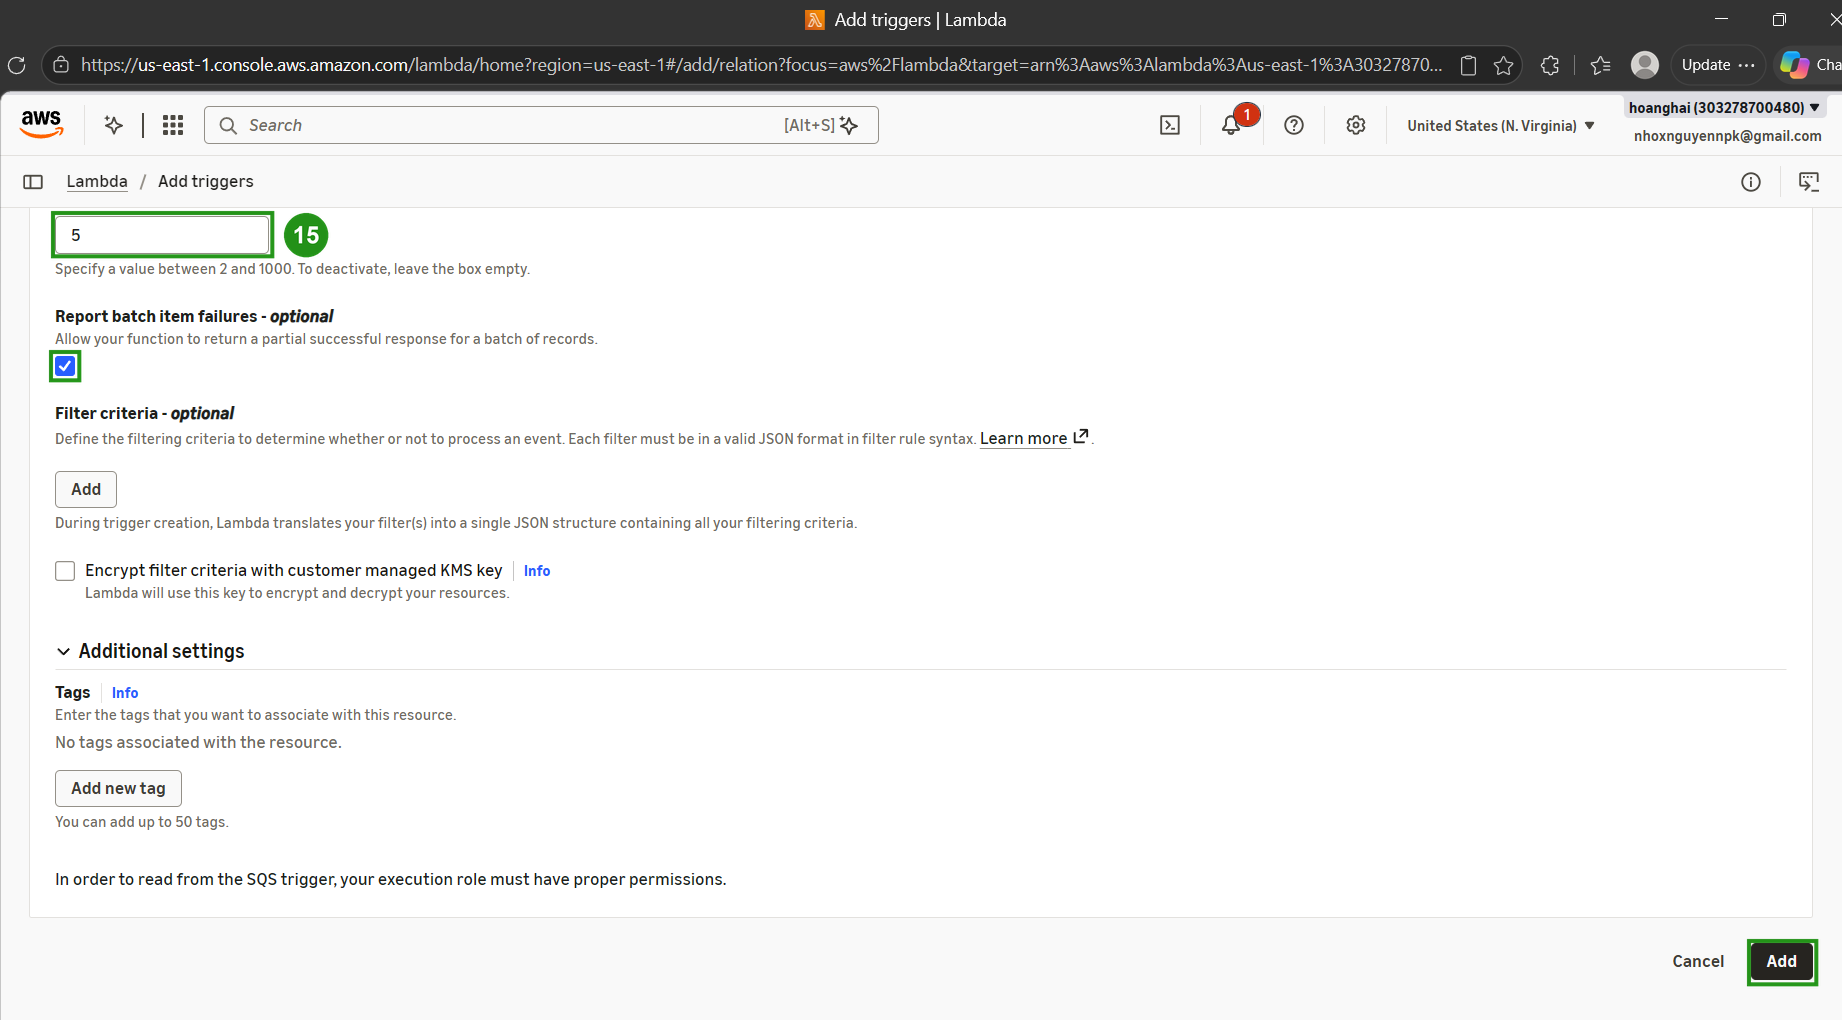 Add triggers | Lambda
https://us-east-1.console.aws.amazon.com/lambda/home?region=us-east-1#/add/relation?focus=aws%2Flambda&target=arn%3Aaws%3Alambda%3Aus-east-1%3A30327870...
Update
Cha
aws
Search
[Alt+S]
1
United States (N. Virginia)
hoanghai (303278700480)
nhoxnguyennpk@gmail.com
Lambda / Add triggers
5
15
Specify a value between 2 and 1000. To deactivate, leave the box empty.
Report batch item failures - optional
Allow your function to return a partial successful response for a batch of records.
Filter criteria - optional
Define the filtering criteria to determine whether or not to process an event. Each filter must be in a valid JSON format in filter rule syntax. Learn more .
Add
During trigger creation, Lambda translates your filter(s) into a single JSON structure containing all your filtering criteria.
Encrypt filter criteria with customer managed KMS key Info
Lambda will use this key to encrypt and decrypt your resources.
Additional settings
Tags Info
Enter the tags that you want to associate with this resource.
No tags associated with the resource.
Add new tag
You can add up to 50 tags.
In order to read from the SQS trigger, your execution role must have proper permissions.
Cancel
Add